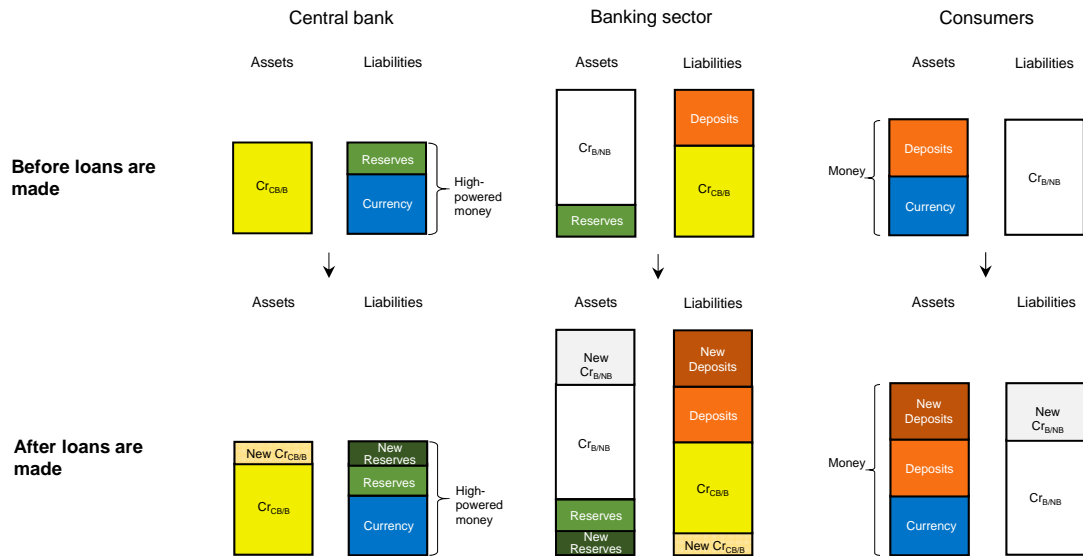 Central bank
Banking sector
Consumers
Assets
Liabilities
Assets
Liabilities
Assets
Liabilities
Before loans are
made
Cr_CB/B
Reserves
Currency
High-
powered
money
Cr_B/NB
Reserves
Deposits
Cr_CB/B
Money
Deposits
Currency
Cr_B/NB
Assets
Liabilities
Assets
Liabilities
Assets
Liabilities
After loans are
made
New Cr_CB/B
Cr_CB/B
New
Reserves
Reserves
Currency
High-
powered
money
New
Cr_B/NB
Cr_B/NB
Reserves
New
Reserves
New
Deposits
Deposits
Cr_CB/B
New Cr_CB/B
Money
New
Deposits
Deposits
Currency
New
Cr_B/NB
Cr_B/NB